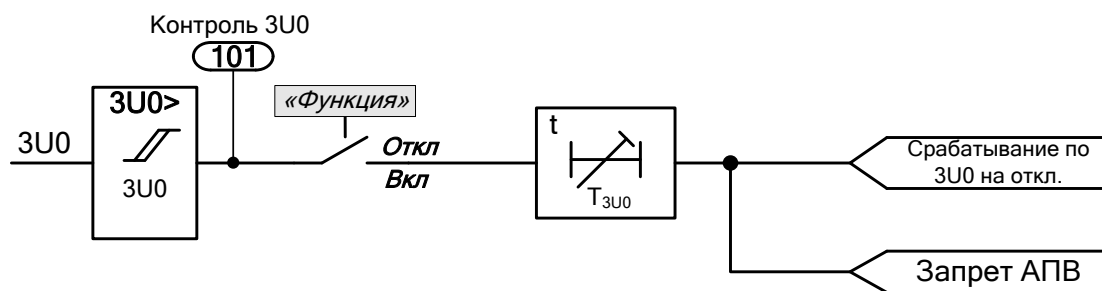 Контроль 3U0
101
3U0>
«Функция»
3U0
t
Откл
Вкл
3U0
T3U0
Срабатывание по
3U0 на откл.
Запрет АПВ